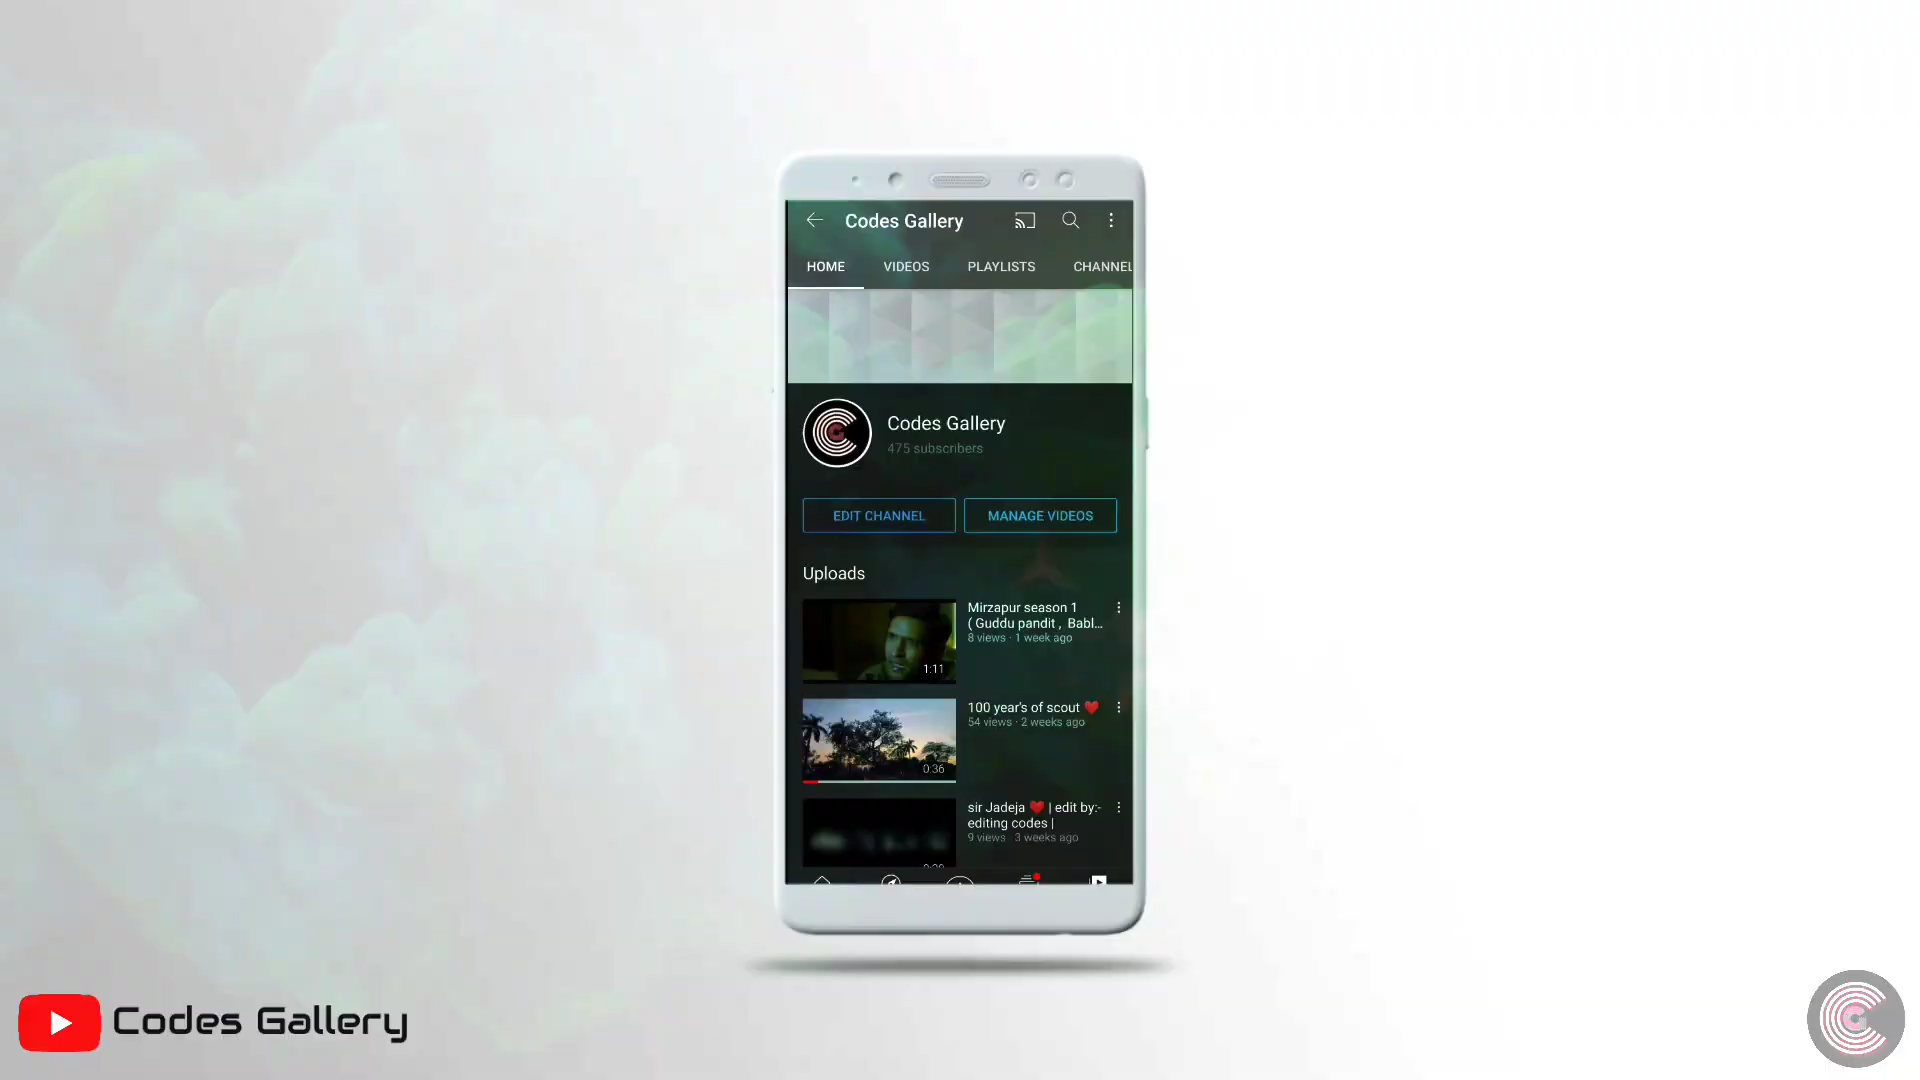 Codes Gallery
HOME VIDEOS PLAYLISTS CHANNEL
Codes Gallery
475 subscribers
EDIT CHANNEL MANAGE VIDEOS
Uploads
Mirzapur season 1
( Guddu pandit , Babl...
8 views · 1 week ago
1:11
100 year's of scout ❤️
54 views · 2 weeks ago
0:36
sir Jadeja ❤️ | edit by:-
editing codes |
9 views 3 weeks ago
Codes Gallery